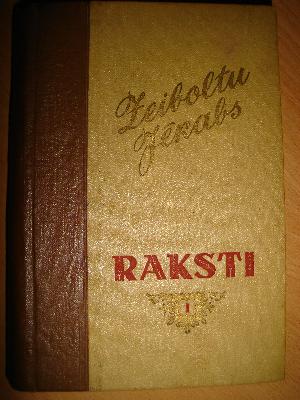 Zeiboltu
Jēkabs
RAKSTI
I